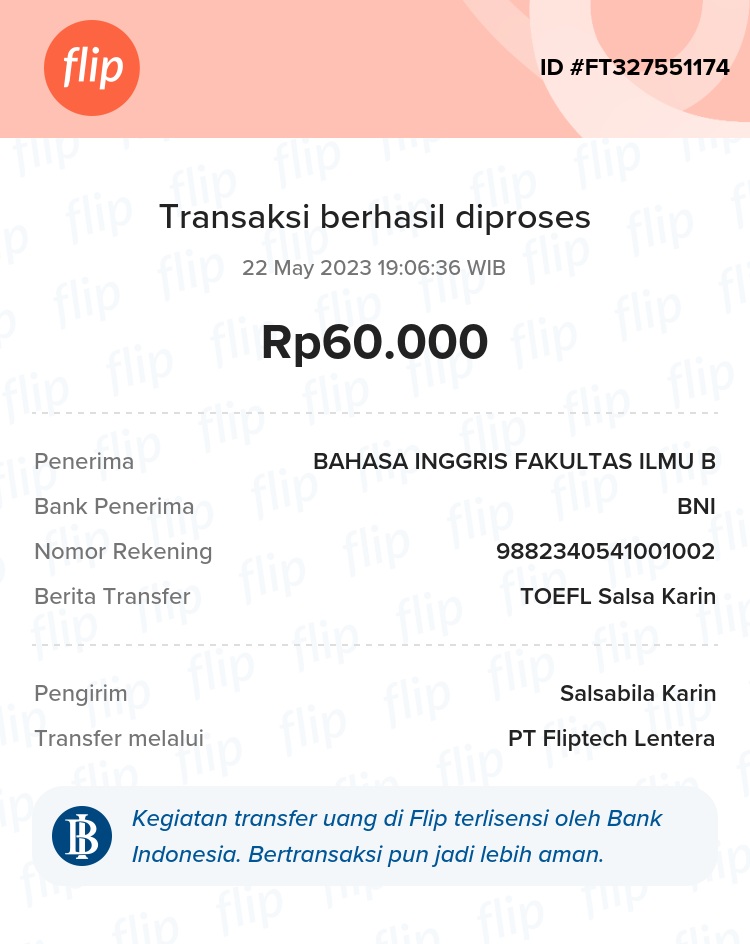 flip
ID #FT327551174
Transaksi berhasil diproses
22 May 2023 19:06:36 WIB
Rp60.000
Penerima BAHASA INGGRIS FAKULTAS ILMU B
Bank Penerima BNI
Nomor Rekening 9882340541001002
Berita Transfer TOEFL Salsa Karin
Pengirim Salsabila Karin
Transfer melalui PT Fliptech Lentera
Kegiatan transfer uang di Flip terlisensi oleh Bank
Indonesia. Bertransaksi pun jadi lebih aman.